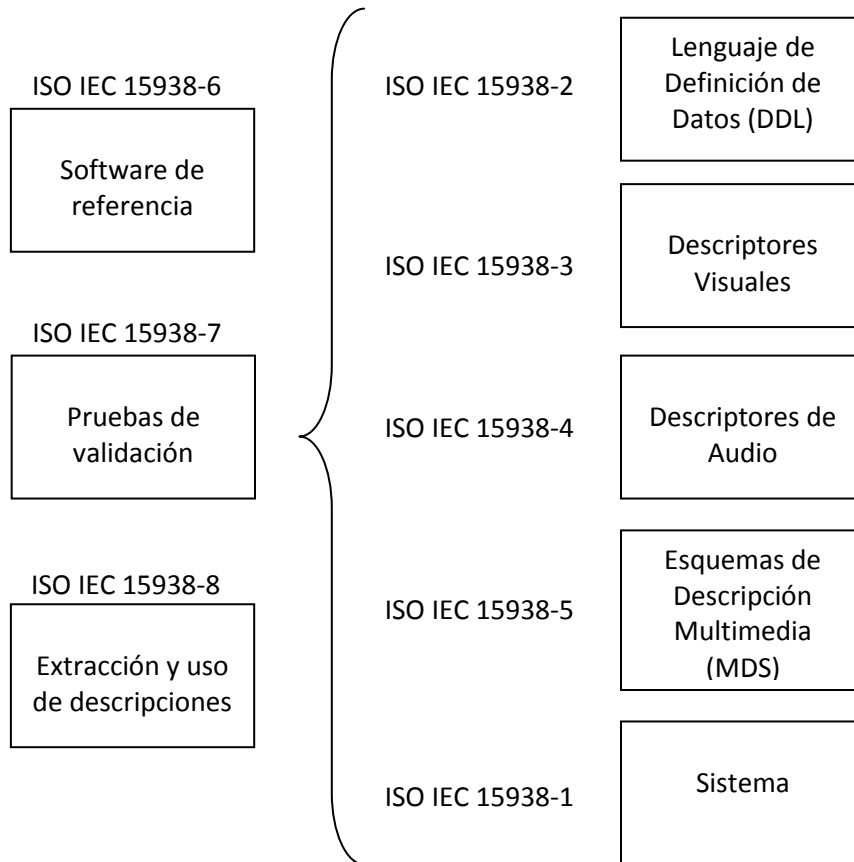 ISO IEC 15938-6
Software de
referencia
ISO IEC 15938-7
Pruebas de
validación
ISO IEC 15938-8
Extracción y uso
de descripciones
ISO IEC 15938-2
Lenguaje de
Definición de
Datos (DDL)
ISO IEC 15938-3
Descriptores
Visuales
ISO IEC 15938-4
Descriptores de
Audio
ISO IEC 15938-5
Esquemas de
Descripción
Multimedia
(MDS)
ISO IEC 15938-1
Sistema